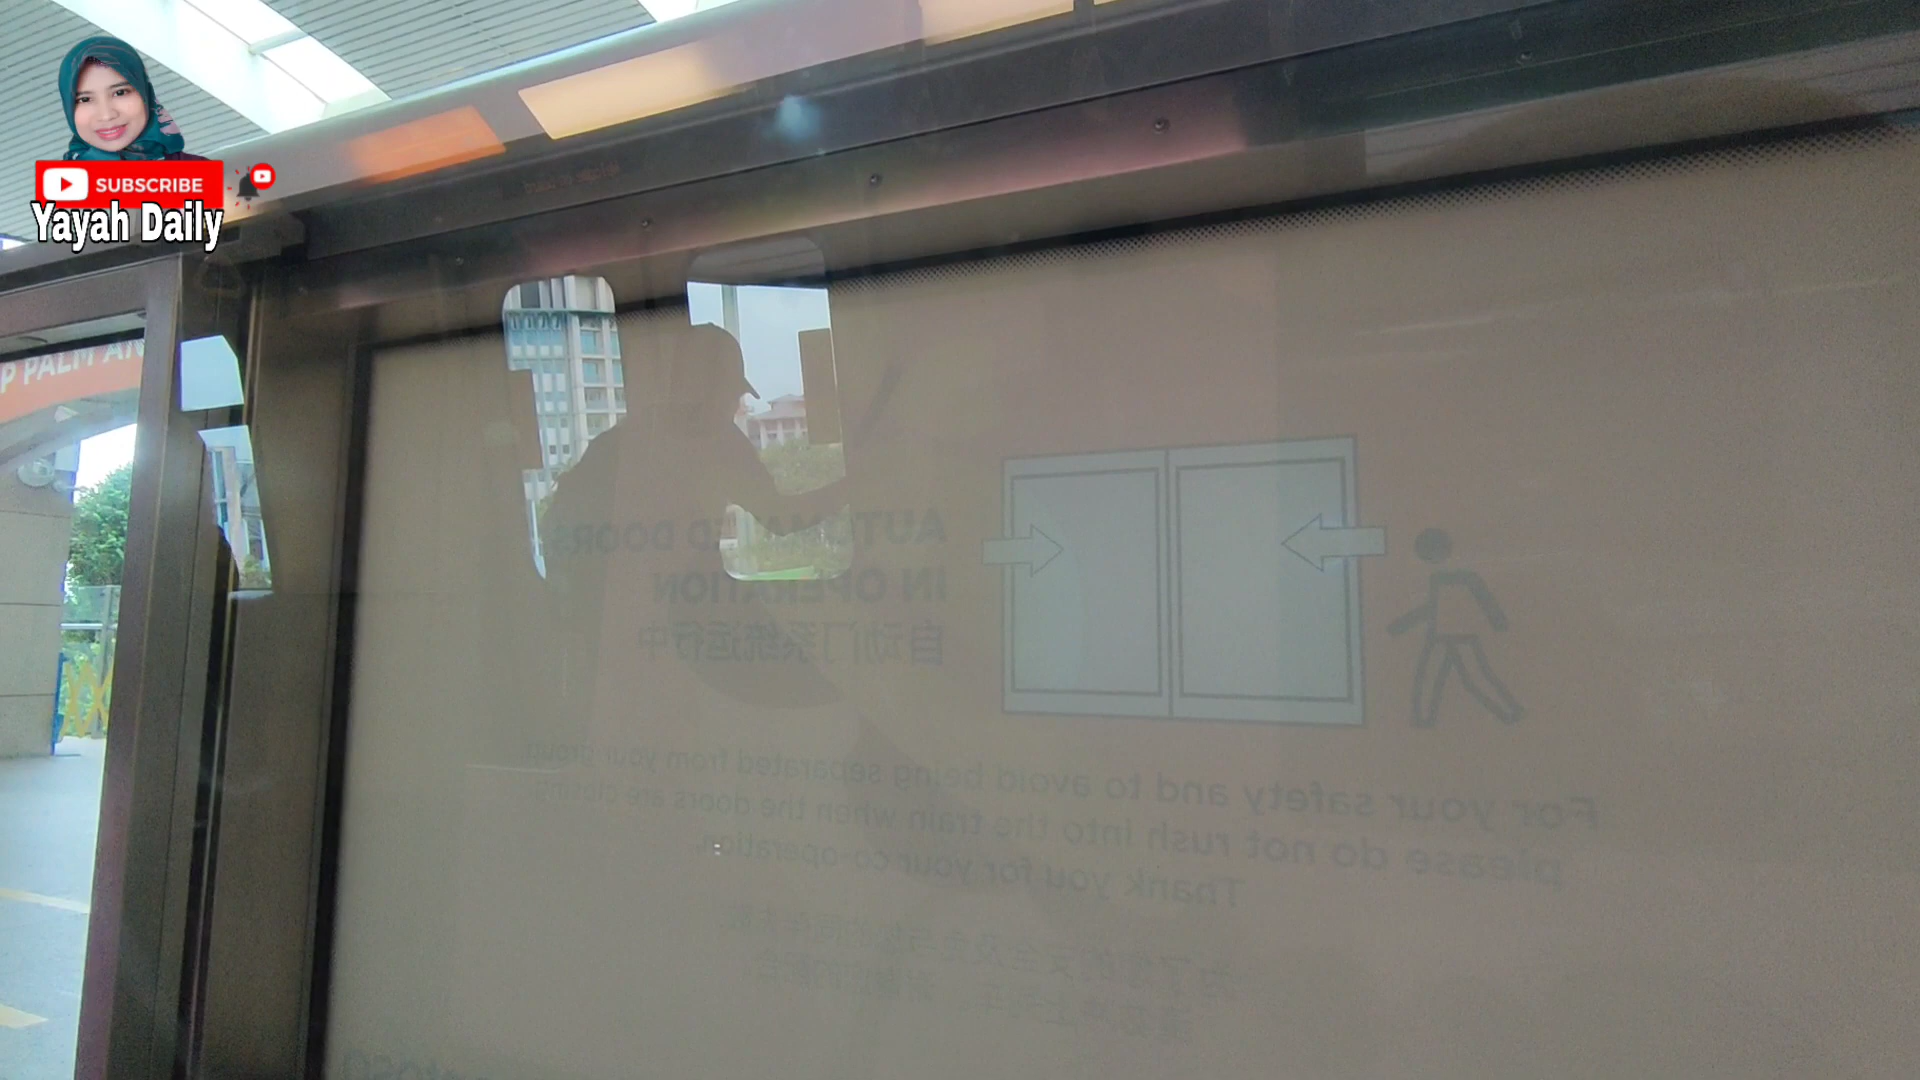 SUBSCRIBE
Yayah Daily
P PALM AN
AUTOMATED DOORS
IN OPERATION
自动门系统运行中
For your safety and to avoid being separated from your group
please do not rush into the train when the doors are closing.
Thank you for your co-operation.